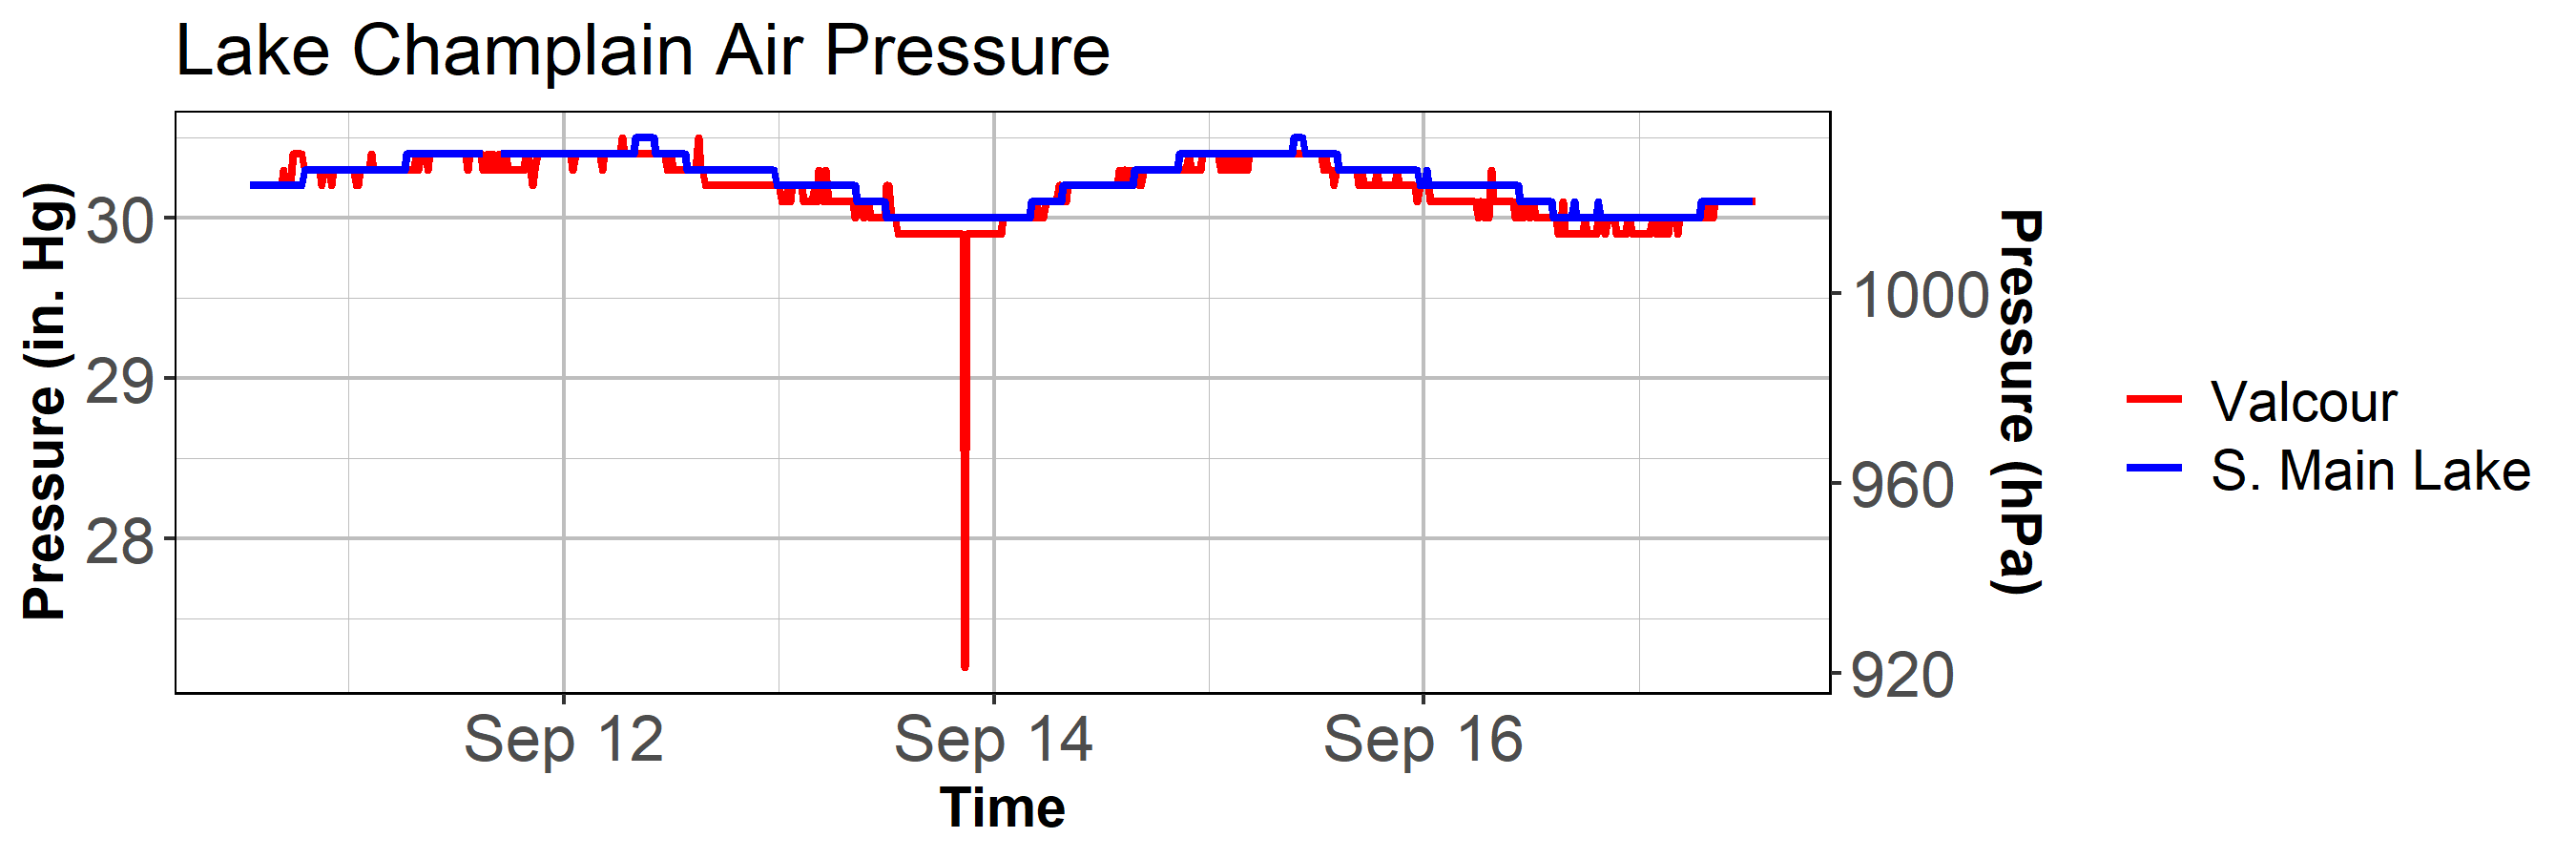 Lake Champlain Air Pressure
Pressure (in. Hg)
30
29
28
1000
960
920
Pressure (hPa)
Sep 12
Sep 14
Sep 16
Time
Valcour
S. Main Lake